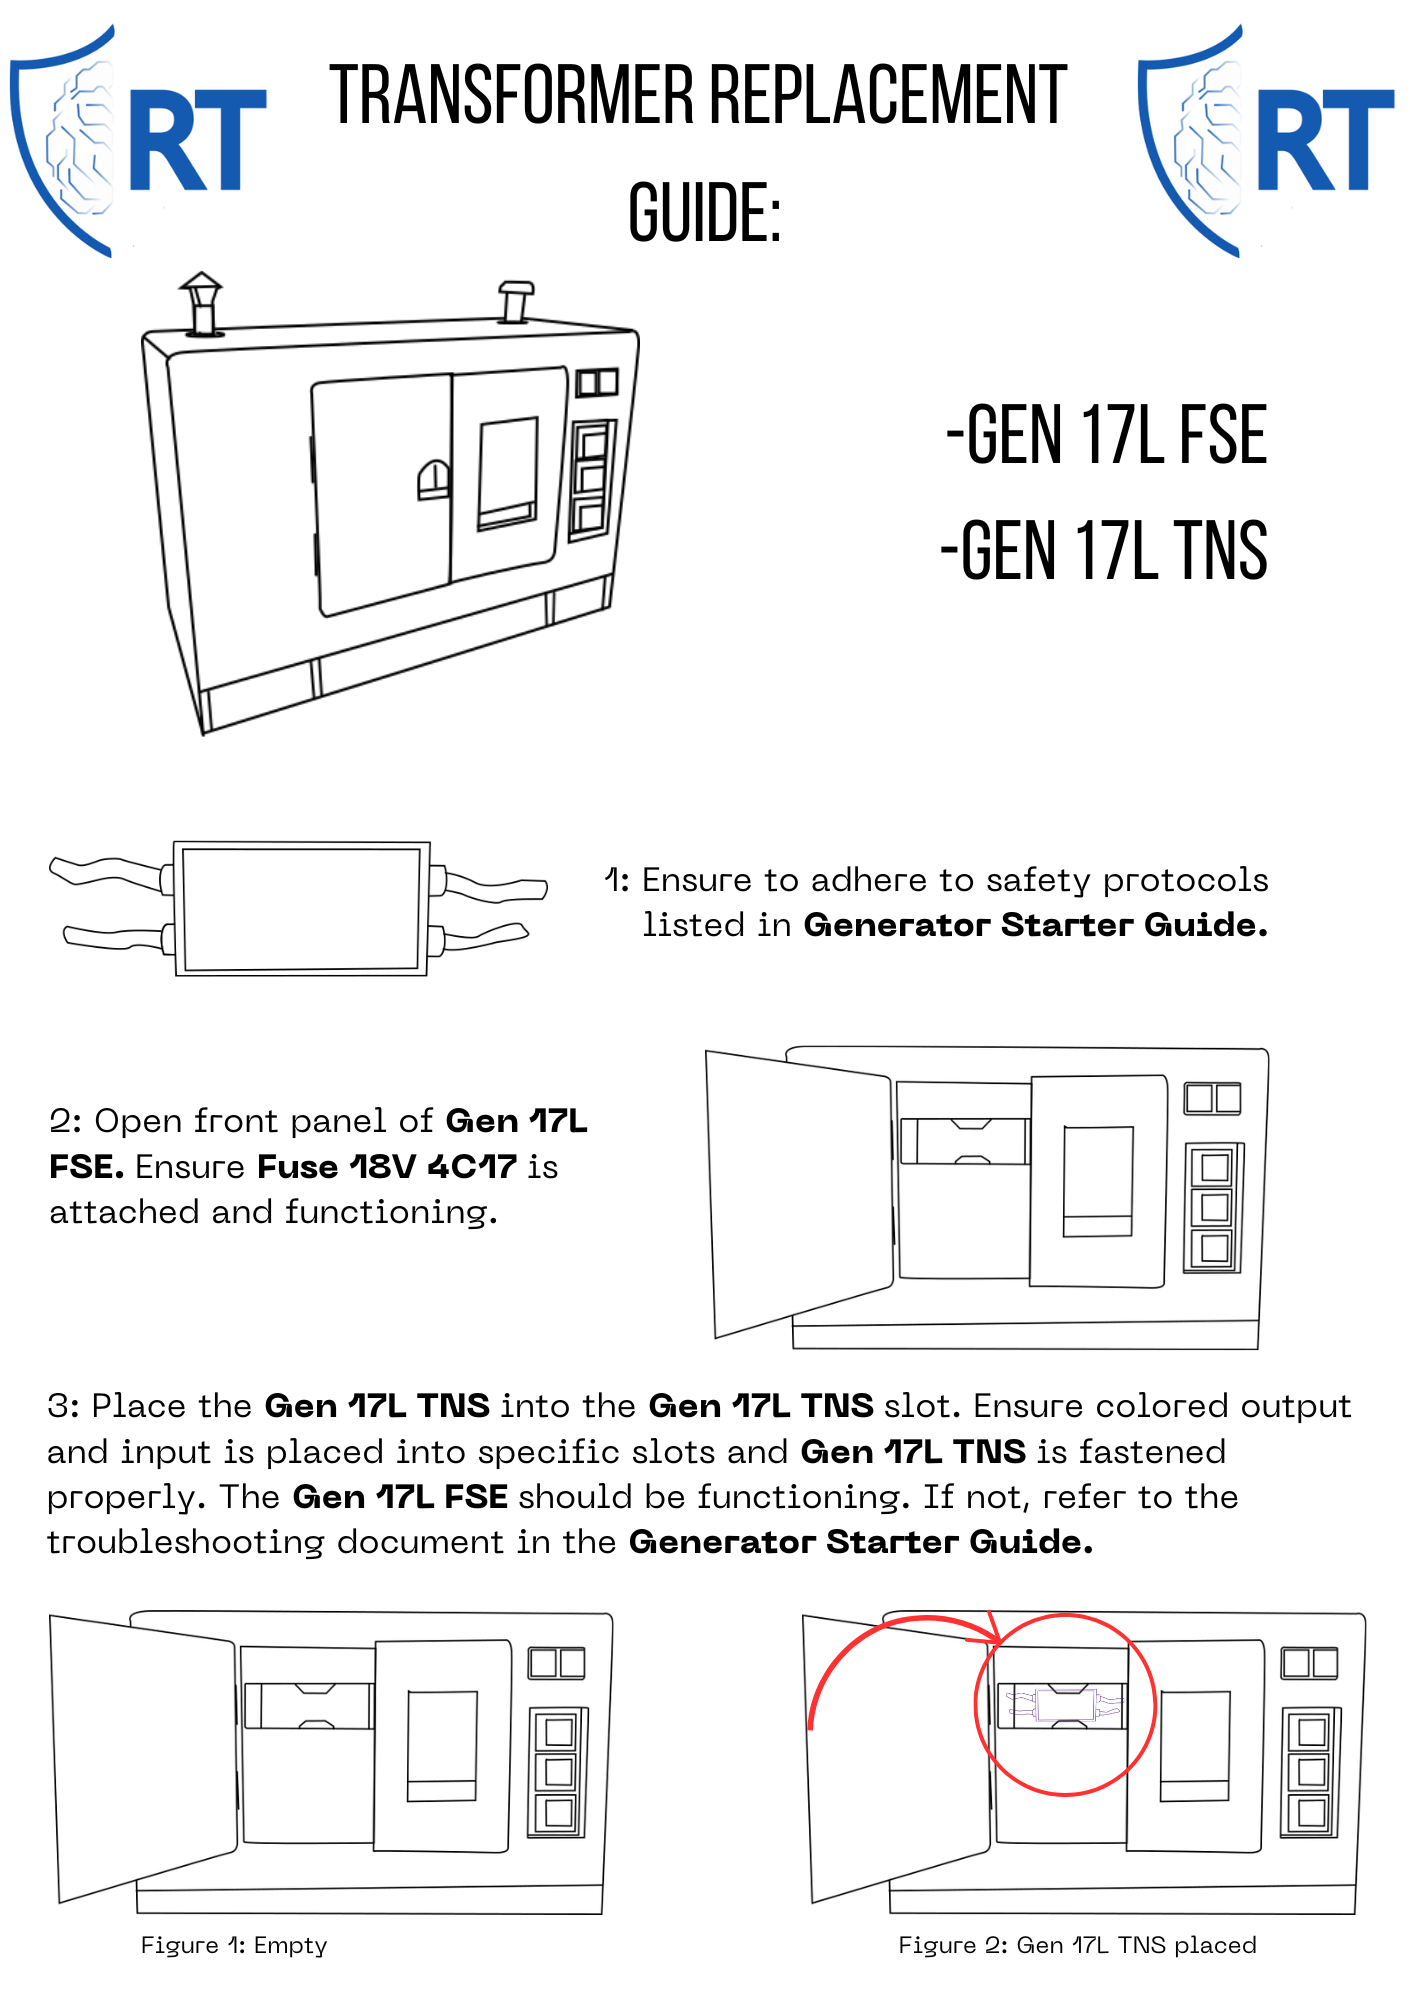 RT
TRANSFORMER REPLACEMENT
GUIDE:
RT
-GEN 17L FSE
-GEN 17L TNS
1: Ensure to adhere to safety protocols
listed in Generator Starter Guide.
2: Open front panel of Gen 17L
FSE. Ensure Fuse 18V 4C17 is
attached and functioning.
3: Place the Gen 17L TNS into the Gen 17L TNS slot. Ensure colored output
and input is placed into specific slots and Gen 17L TNS is fastened
properly. The Gen 17L FSE should be functioning. If not, refer to the
troubleshooting document in the Generator Starter Guide.
Figure 1: Empty
Figure 2: Gen 17L TNS placed